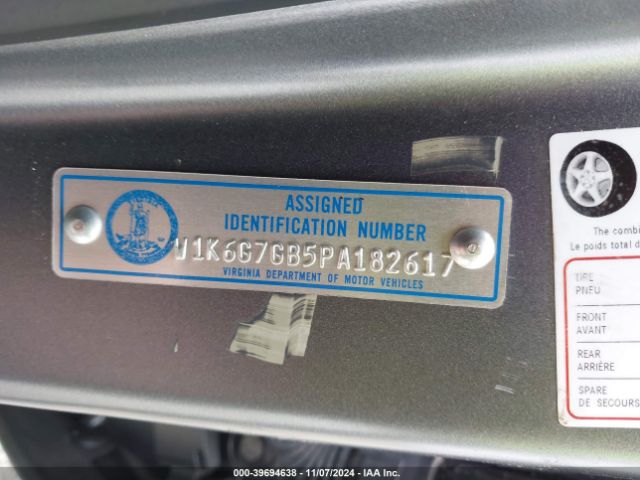 ASSIGNED
IDENTIFICATION NUMBER
W1K6G7GB5PA182617
VIRGINIA DEPARTMENT OF MOTOR VEHICLES
The combi
Le poids total d
TIRE
PNEU
FRONT
AVANT
REAR
ARRIÈRE
SPARE
DE SECOURS
000-39694638 - 11/07/2024 - IAA Inc.